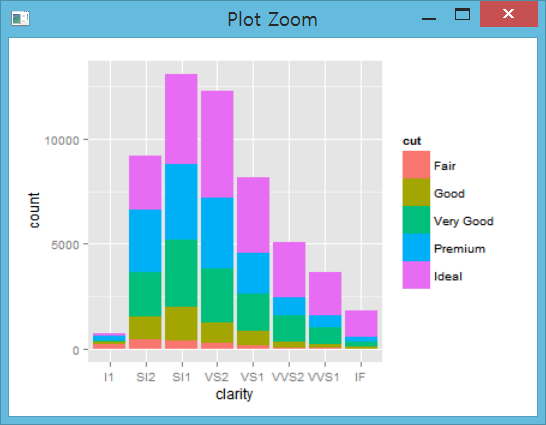 Plot Zoom
10000
5000
0
count
I1 SI2 SI1 VS2 VS1 VVS2 VVS1 IF
clarity
cut
Fair
Good
Very Good
Premium
Ideal